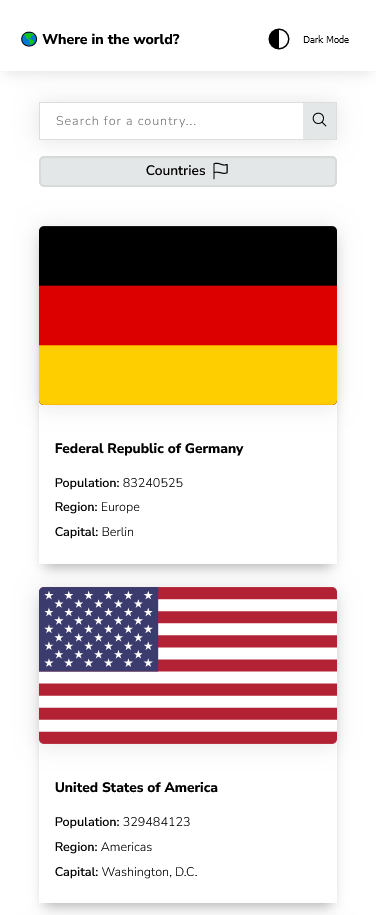 Where in the world?
Dark Mode
Search for a country...
Countries
Federal Republic of Germany
Population: 83240525
Region: Europe
Capital: Berlin
United States of America
Population: 329484123
Region: Americas
Capital: Washington, D.C.